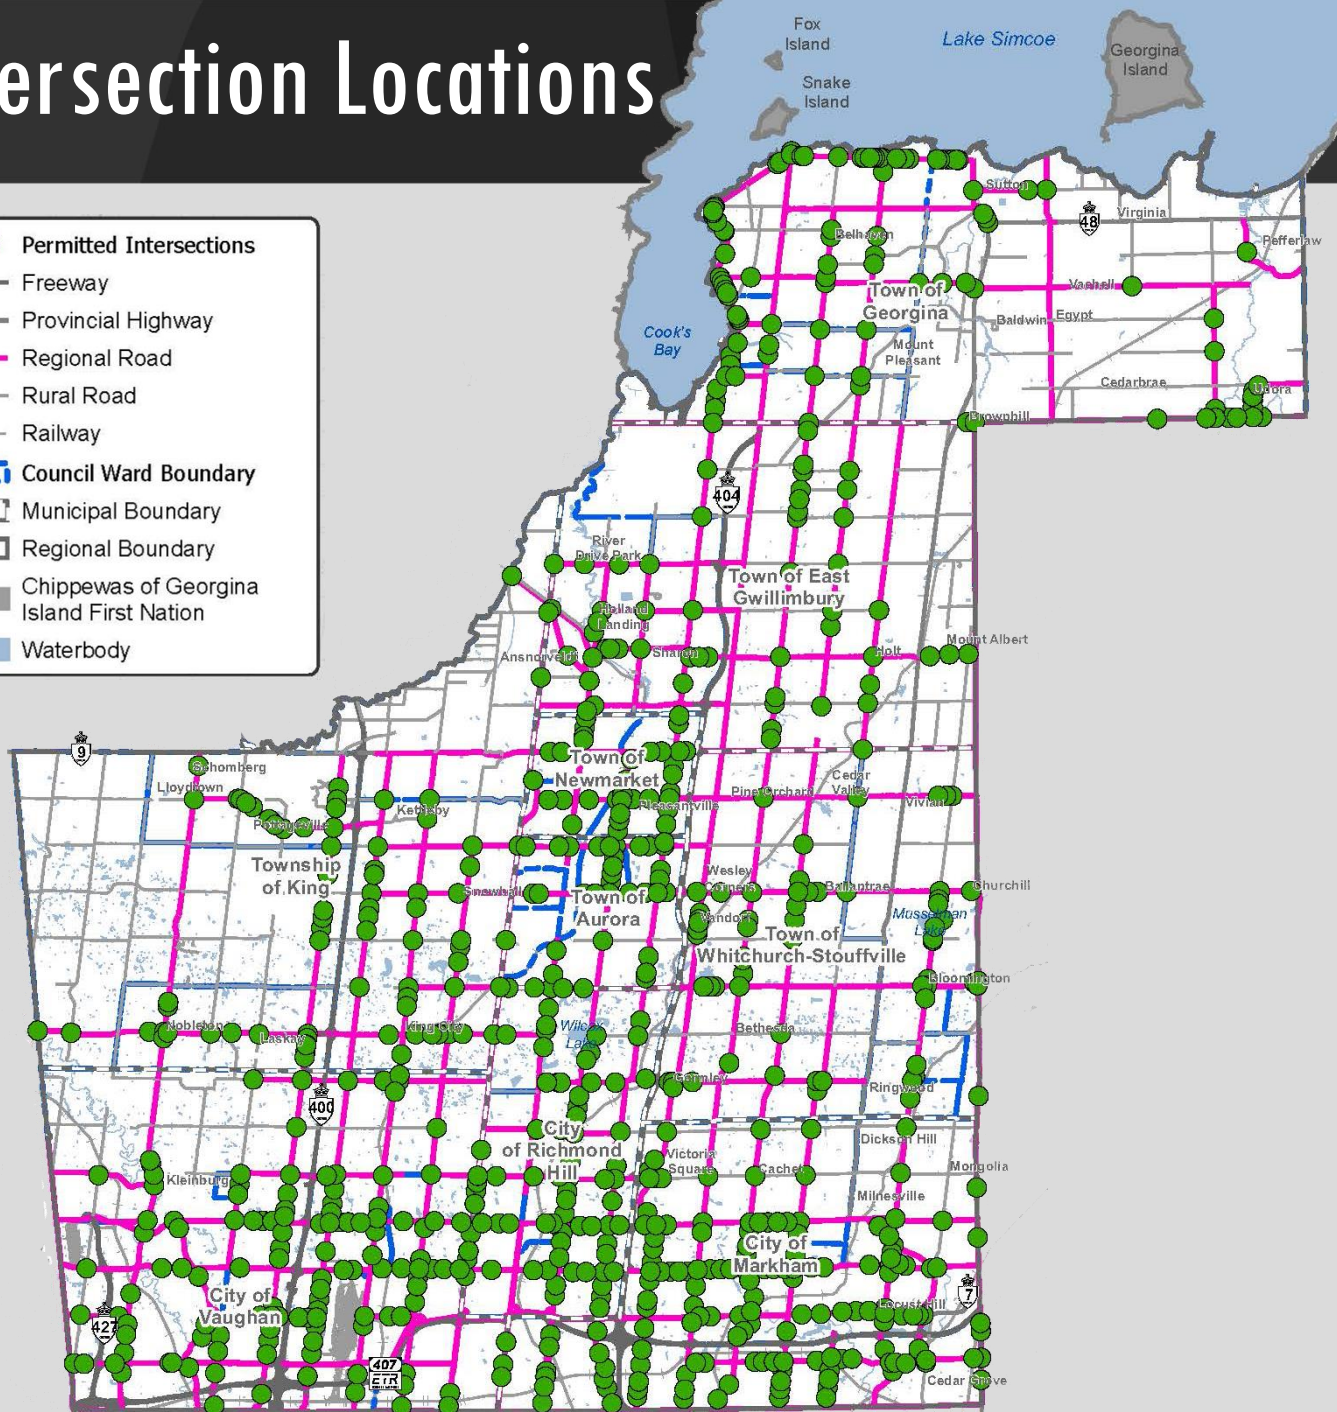 ersection Locations
Fox
Island
Lake Simcoe
Georgina
Island
Snake
Island
Permitted Intersections
Freeway
Provincial Highway
Regional Road
Rural Road
Railway
Council Ward Boundary
Municipal Boundary
Regional Boundary
Chippewas of Georgina
Island First Nation
Waterbody
Sutton
48
Virginia
Belhaven
Pefferlaw
Town of
Georgina
Vachell
Baldwin
Egypt
Cook's
Bay
Mount
Pleasant
Cedarbrae
Udora
Brownhill
404
River
Drive Park
Town of East
Gwillimbury
Holland
Landing
Mount Albert
Ansnorveldt
Sharon
Holt
9
Schomberg
Town of
Newmarket
Lloydtown
Cedar
Valley
Pine Orchard
Vivian
Kettleby
Pleasantville
Pottageville
Township
of King
Wesley
Corners
Snowball
Ballantrae
Churchill
Town of
Aurora
Vandorf
Musselman
Lake
Town of
Whitchurch-Stouffville
Bloomington
Nobleton
King City
Wilcox
Lake
Bethesda
Laskay
Gormley
Ringwood
400
City
of Richmond
Hill
Dickson Hill
Victoria
Square
Cachet
Mongolia
Kleinburg
Milnesville
City of
Markham
City of
Vaughan
7
Locust Hill
427
407
ETR
Cedar Grove